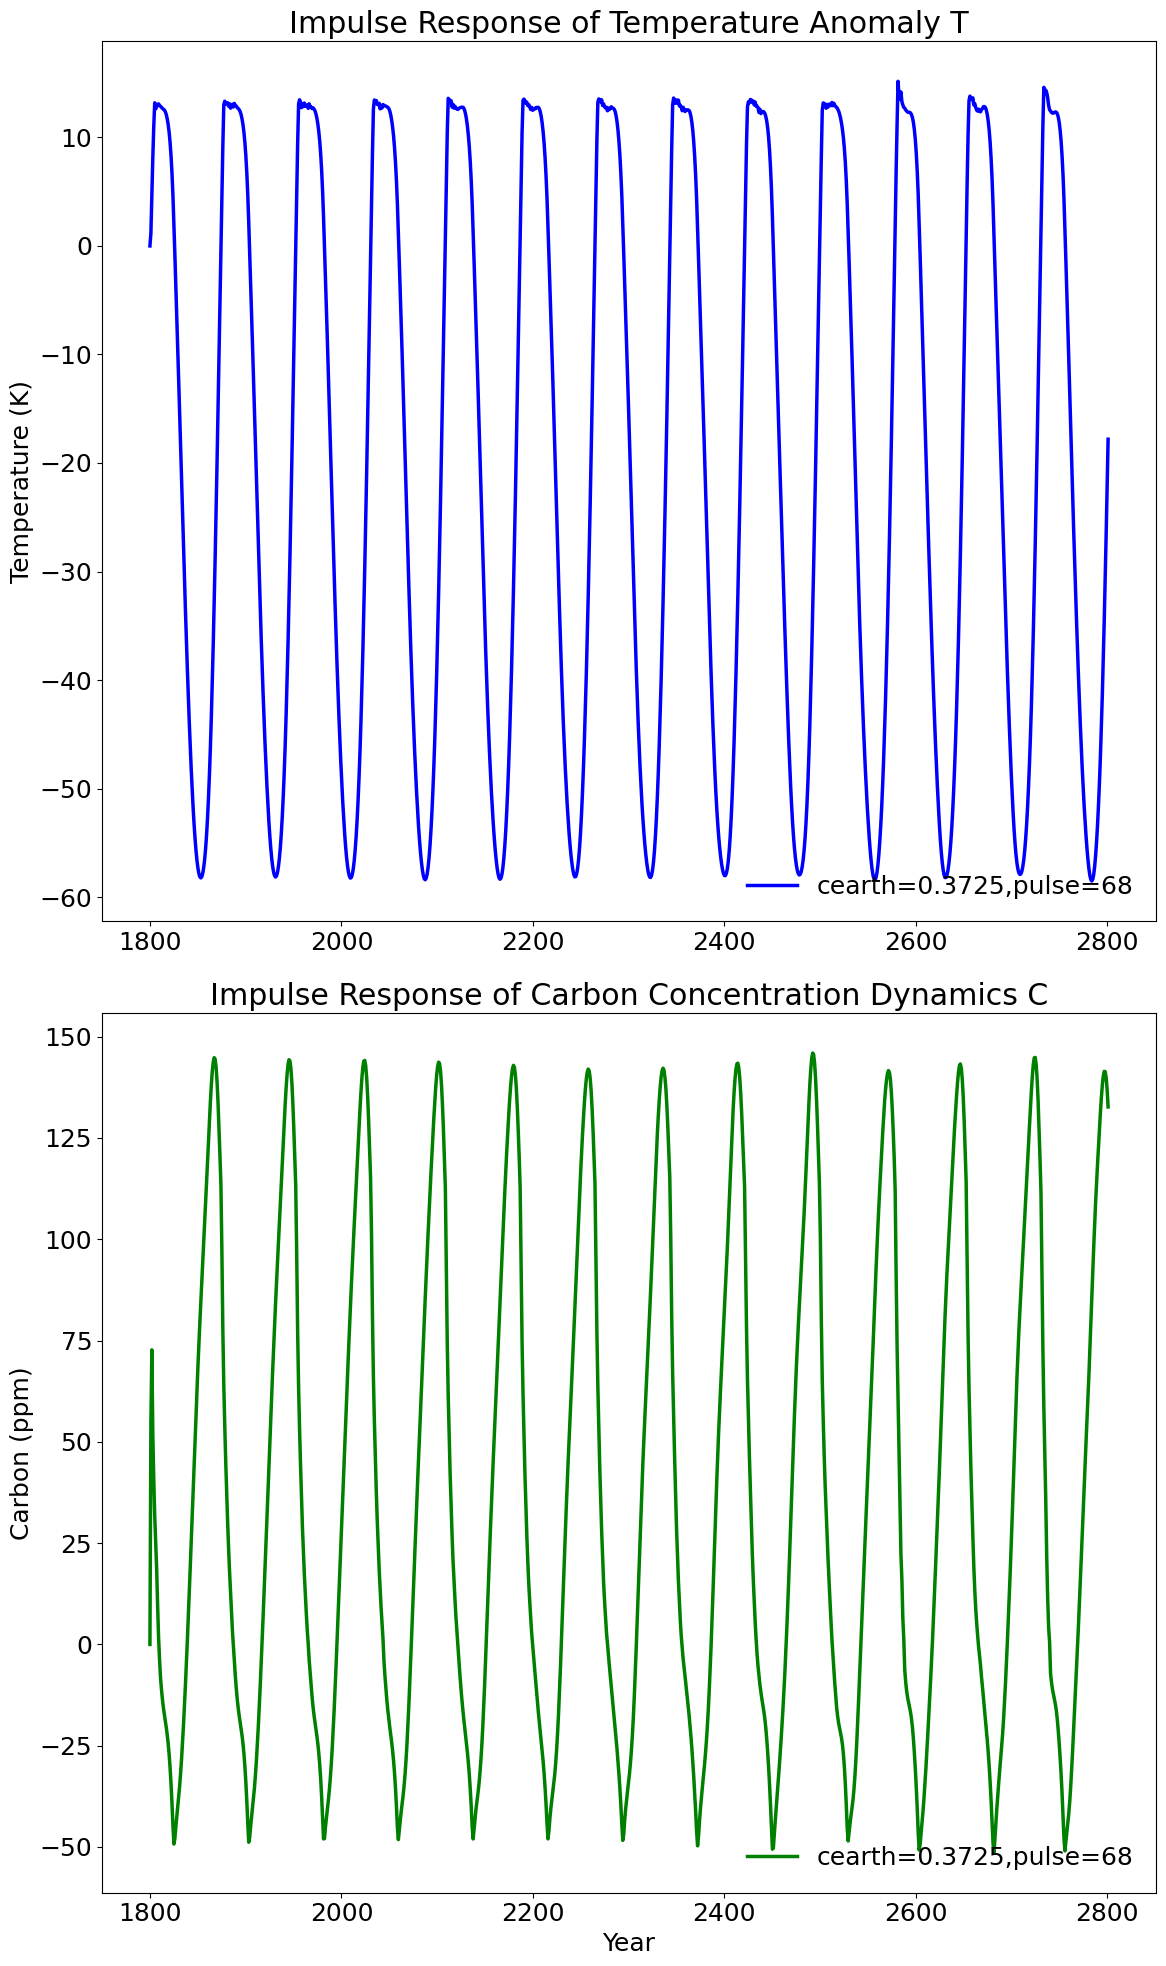 Impulse Response of Temperature Anomaly T
Temperature (K)
10
0
−10
−20
−30
−40
−50
−60
cearth=0.3725,pulse=68
1800 2000 2200 2400 2600 2800
Impulse Response of Carbon Concentration Dynamics C
Carbon (ppm)
150
125
100
75
50
25
0
−25
−50
cearth=0.3725,pulse=68
1800 2000 2200 2400 2600 2800
Year